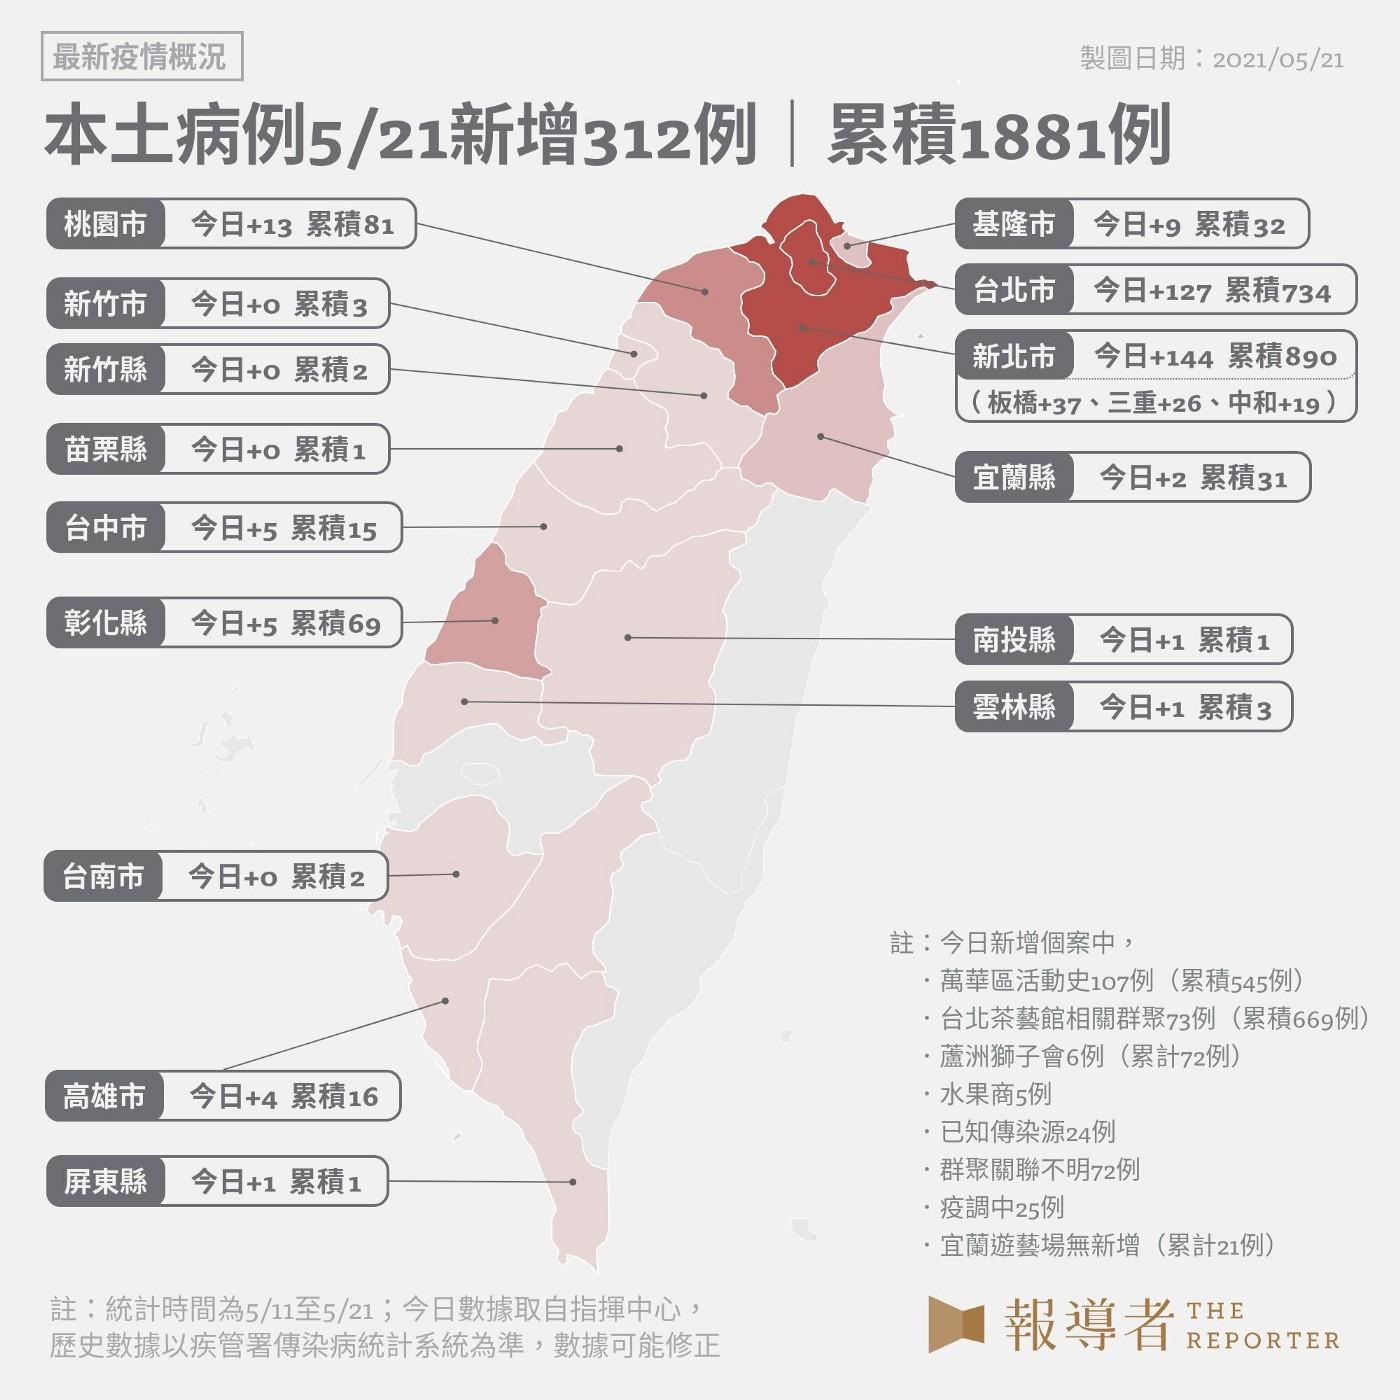 最新疫情概況
製圖日期：2021/05/21
本土病例5/21新增312例｜累積1881例
桃園市 今日+13 累積81
新竹市 今日+0 累積3
新竹縣 今日+0 累積2
苗栗縣 今日+0 累積1
台中市 今日+5 累積15
彰化縣 今日+5 累積69
台南市 今日+0 累積2
高雄市 今日+4 累積16
屏東縣 今日+1 累積1
基隆市 今日+9 累積32
台北市 今日+127 累積734
新北市 今日+144 累積890
（板橋+37、三重+26、中和+19）
宜蘭縣 今日+2 累積31
南投縣 今日+1 累積1
雲林縣 今日+1 累積3
註：今日新增個案中，
・萬華區活動史107例（累積545例）
・台北茶藝館相關群聚73例（累積669例）
・蘆洲獅子會6例（累計72例）
・水果商5例
・已知傳染源24例
・群聚關聯不明72例
・疫調中25例
・宜蘭遊藝場無新增（累計21例）
註：統計時間為5/11至5/21；今日數據取自指揮中心，
歷史數據以疾管署傳染病統計系統為準，數據可能修正
報導者 THE
REPORTER